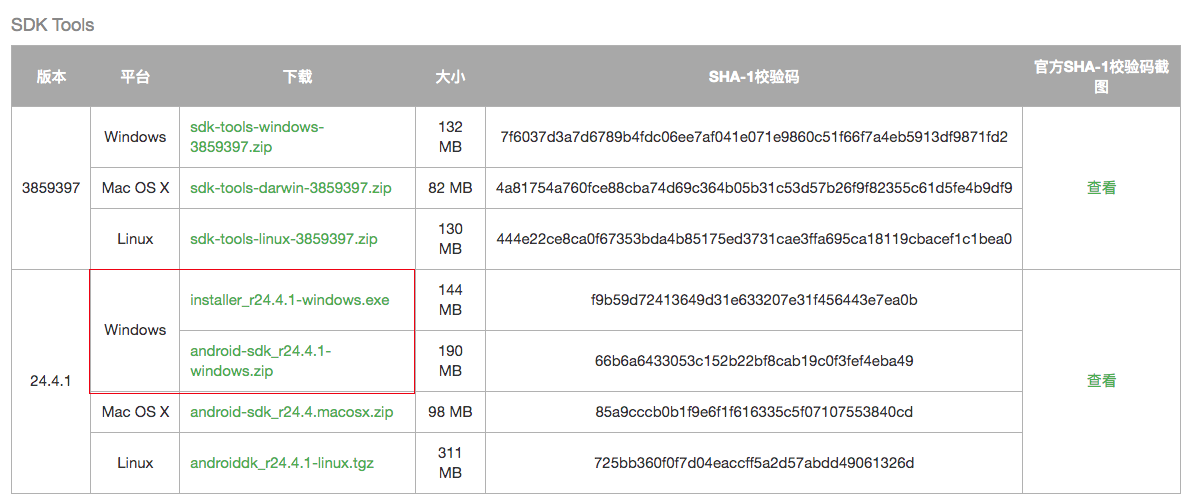 SDK Tools
版本 平台 下载 大小 SHA-1校验码 官方SHA-1校验码截
图
3859397
Windows
sdk-tools-windows-
3859397.zip
132
MB
7f6037d3a7d6789b4fdc06ee7af041e071e9860c51f66f7a4eb5913df9871fd2
查看
Mac OS X sdk-tools-darwin-3859397.zip 82 MB 4a81754a760fce88cba74d69c364b05b31c53d57b26f9f82355c61d5fe4b9df9
Linux sdk-tools-linux-3859397.zip
130
MB
444e22ce8ca0f67353bda4b85175ed3731cae3ffa695ca18119cbacef1c1bea0
24.4.1
Windows
installer_r24.4.1-windows.exe
144
MB
f9b59d72413649d31e633207e31f456443e7ea0b
查看
android-sdk_r24.4.1-
windows.zip
190
MB
66b6a6433053c152b22bf8cab19c0f3fef4eba49
Mac OS X android-sdk_r24.4.macosx.zip 98 MB 85a9cccb0b1f9e6f1f616335c5f07107553840cd
Linux androiddk_r24.4.1-linux.tgz
311
MB
725bb360f0f7d04eaccff5a2d57abdd49061326d